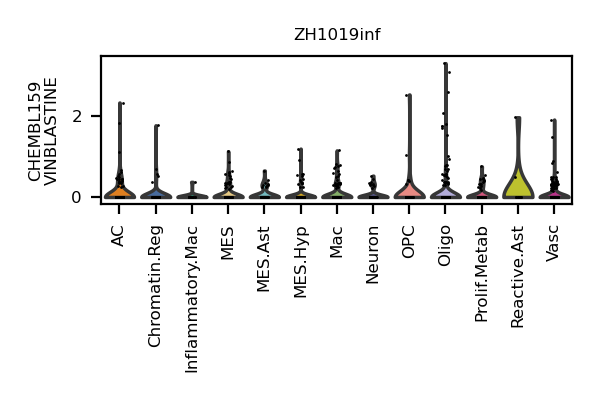 ZH1019inf
CHEMBL159
VINBLASTINE
2
0
AC
Chromatin.Reg
Inflammatory.Mac
MES
MES.Ast
MES.Hyp
Mac
Neuron
OPC
Oligo
Prolif.Metab
Reactive.Ast
Vasc